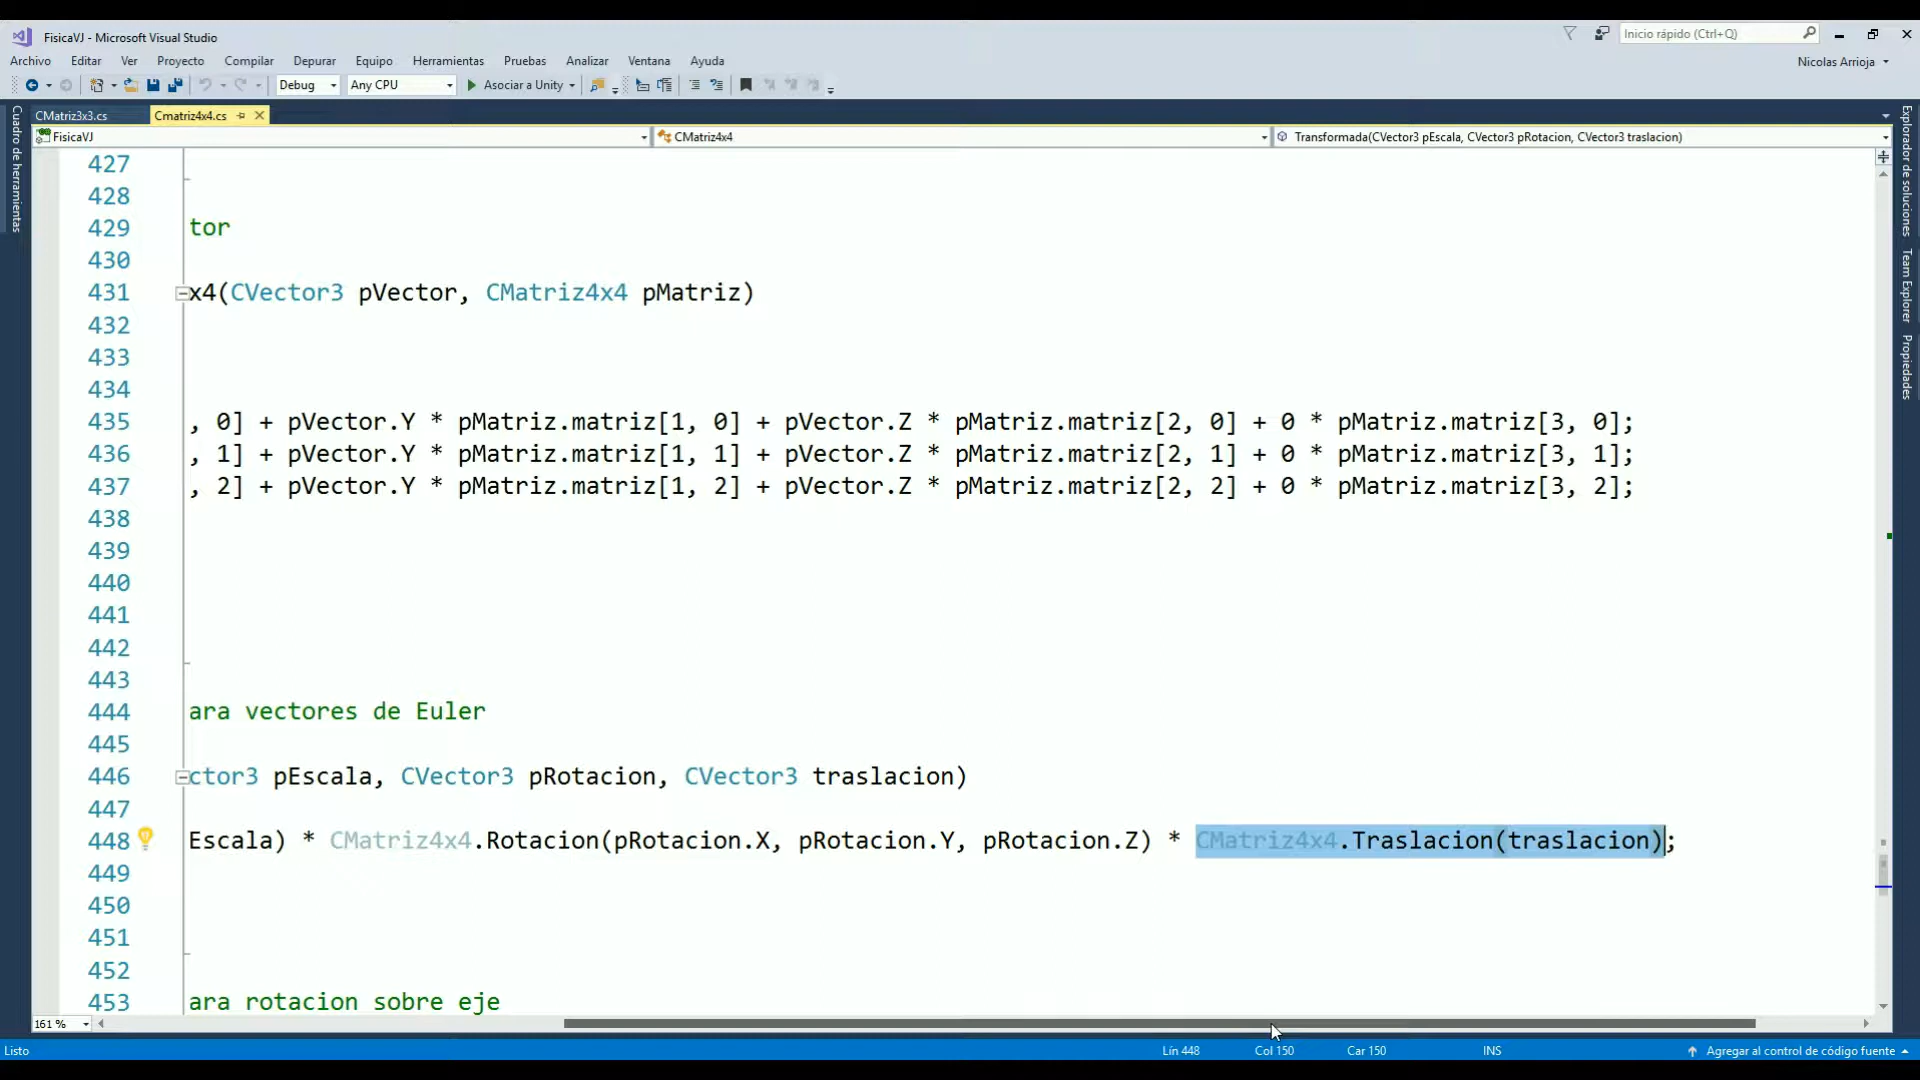 FisicaVJ - Microsoft Visual Studio
Inicio rápido (Ctrl+Q)
Archivo Editar Ver Proyecto Compilar Depurar Equipo Herramientas Pruebas Analizar Ventana Ayuda
Nicolas Arrioja
Debug Any CPU Asociar a Unity
CMatriz3x3.cs Cmatriz4x4.cs
FisicaVJ CMatriz4x4 Transformada(CVector3 pEscala, CVector3 pRotacion, CVector3 traslacion)
Cuadro de herramientas
Explorador de soluciones
Team Explorer
Propiedades
427
428
429 tor
430
431 x4(CVector3 pVector, CMatriz4x4 pMatriz)
432
433
434
435 , 0] + pVector.Y * pMatriz.matriz[1, 0] + pVector.Z * pMatriz.matriz[2, 0] + 0 * pMatriz.matriz[3, 0];
436 , 1] + pVector.Y * pMatriz.matriz[1, 1] + pVector.Z * pMatriz.matriz[2, 1] + 0 * pMatriz.matriz[3, 1];
437 , 2] + pVector.Y * pMatriz.matriz[1, 2] + pVector.Z * pMatriz.matriz[2, 2] + 0 * pMatriz.matriz[3, 2];
438
439
440
441
442
443
444 ara vectores de Euler
445
446 ctor3 pEscala, CVector3 pRotacion, CVector3 traslacion)
447
448 Escala) * CMatriz4x4.Rotacion(pRotacion.X, pRotacion.Y, pRotacion.Z) * CMatriz4x4.Traslacion(traslacion);
449
450
451
452
453 ara rotacion sobre eje
161 %
Listo Lín 448 Col 150 Car 150 INS Agregar al control de código fuente